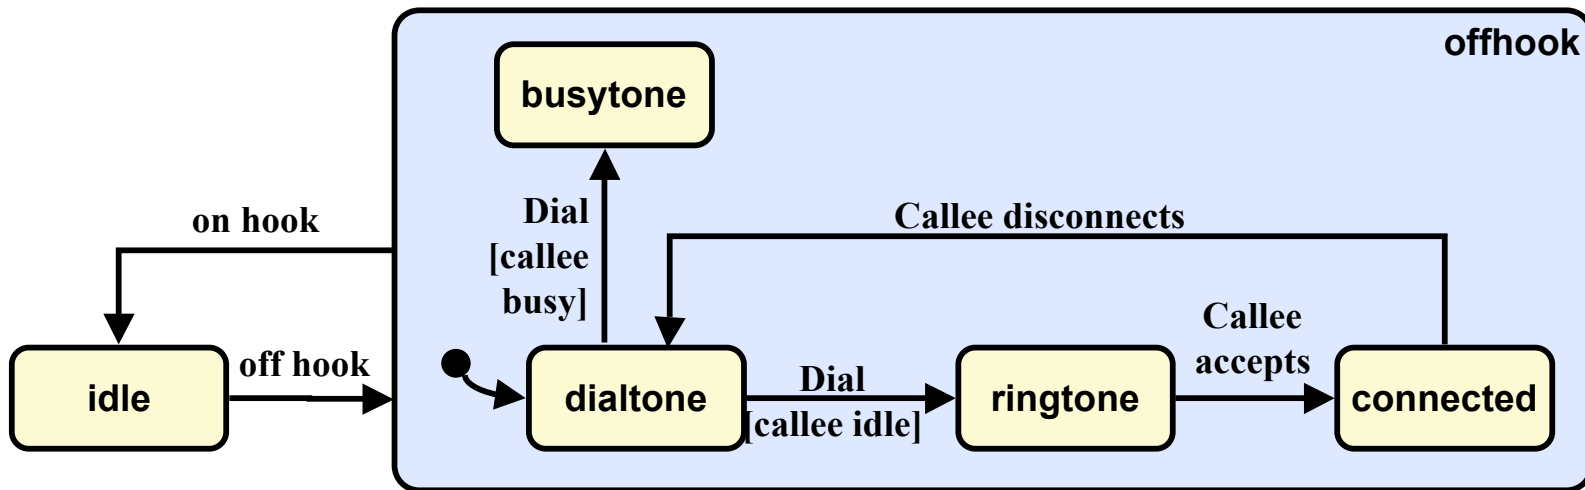 offhook
busytone
on hook
Dial
[callee
busy]
Callee disconnects
idle
off hook
dialtone
Dial
[callee idle]
ringtone
Callee
accepts
connected